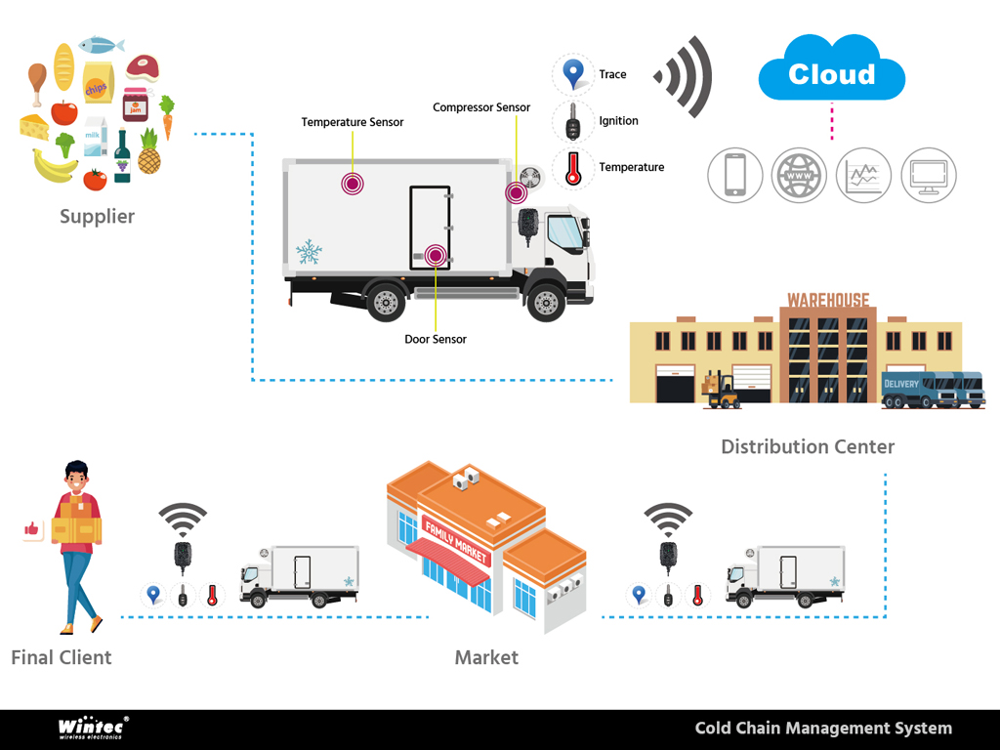 Trace
Cloud
Compressor Sensor
Temperature Sensor
Ignition
chips
jam
milk
Temperature
WWW
Supplier
Door Sensor
WAREHOUSE
DELIVERY
Distribution Center
FAMILY MARKET
Final Client
Market
Wintec®
wireless electronics
Cold Chain Management System